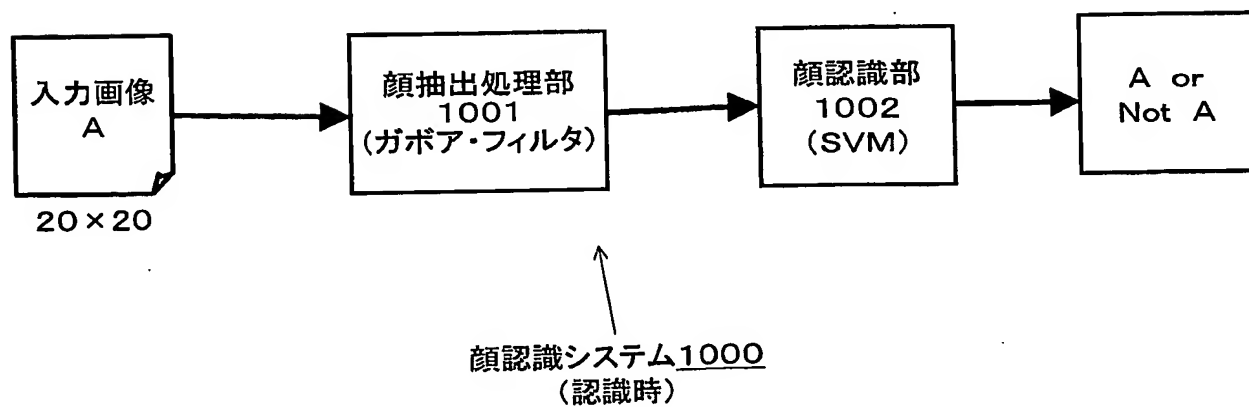 入力画像
A
20×20
顔抽出処理部
1001
(ガボア・フィルタ)
顔認識部
1002
(SVM)
A or
Not A
顔認識システム1000
(認識時)